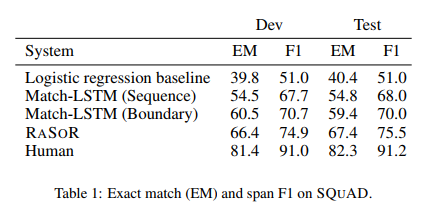 Dev Test
System EM F1 EM F1
Logistic regression baseline 39.8 51.0 40.4 51.0
Match-LSTM (Sequence) 54.5 67.7 54.8 68.0
Match-LSTM (Boundary) 60.5 70.7 59.4 70.0
RASOR 66.4 74.9 67.4 75.5
Human 81.4 91.0 82.3 91.2
Table 1: Exact match (EM) and span F1 on SQUAD.